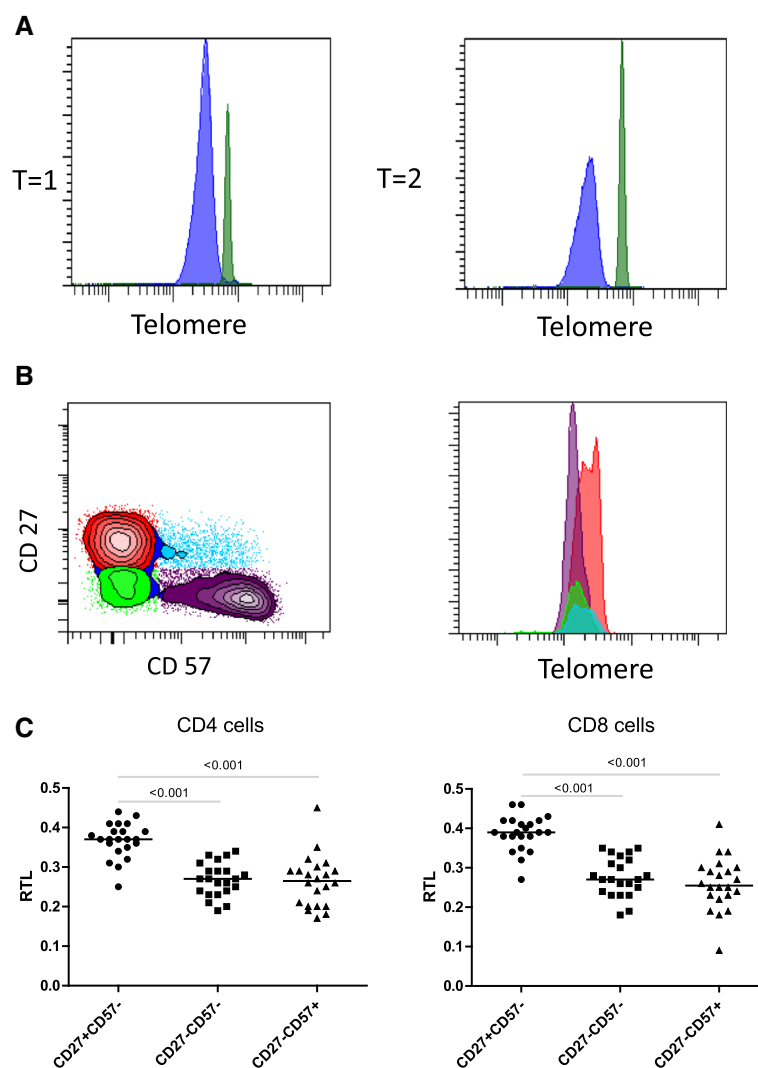 A
T=1
T=2
Telomere
Telomere
B
CD 27
CD 57
Telomere
C
CD4 cells
CD8 cells
<0.001
<0.001
<0.001
<0.001
RTL
0.5
0.4
0.3
0.2
0.1
0.0
CD27+CD57-
CD27-CD57-
CD27-CD57+
RTL
0.5
0.4
0.3
0.2
0.1
0.0
CD27+CD57-
CD27-CD57-
CD27-CD57+